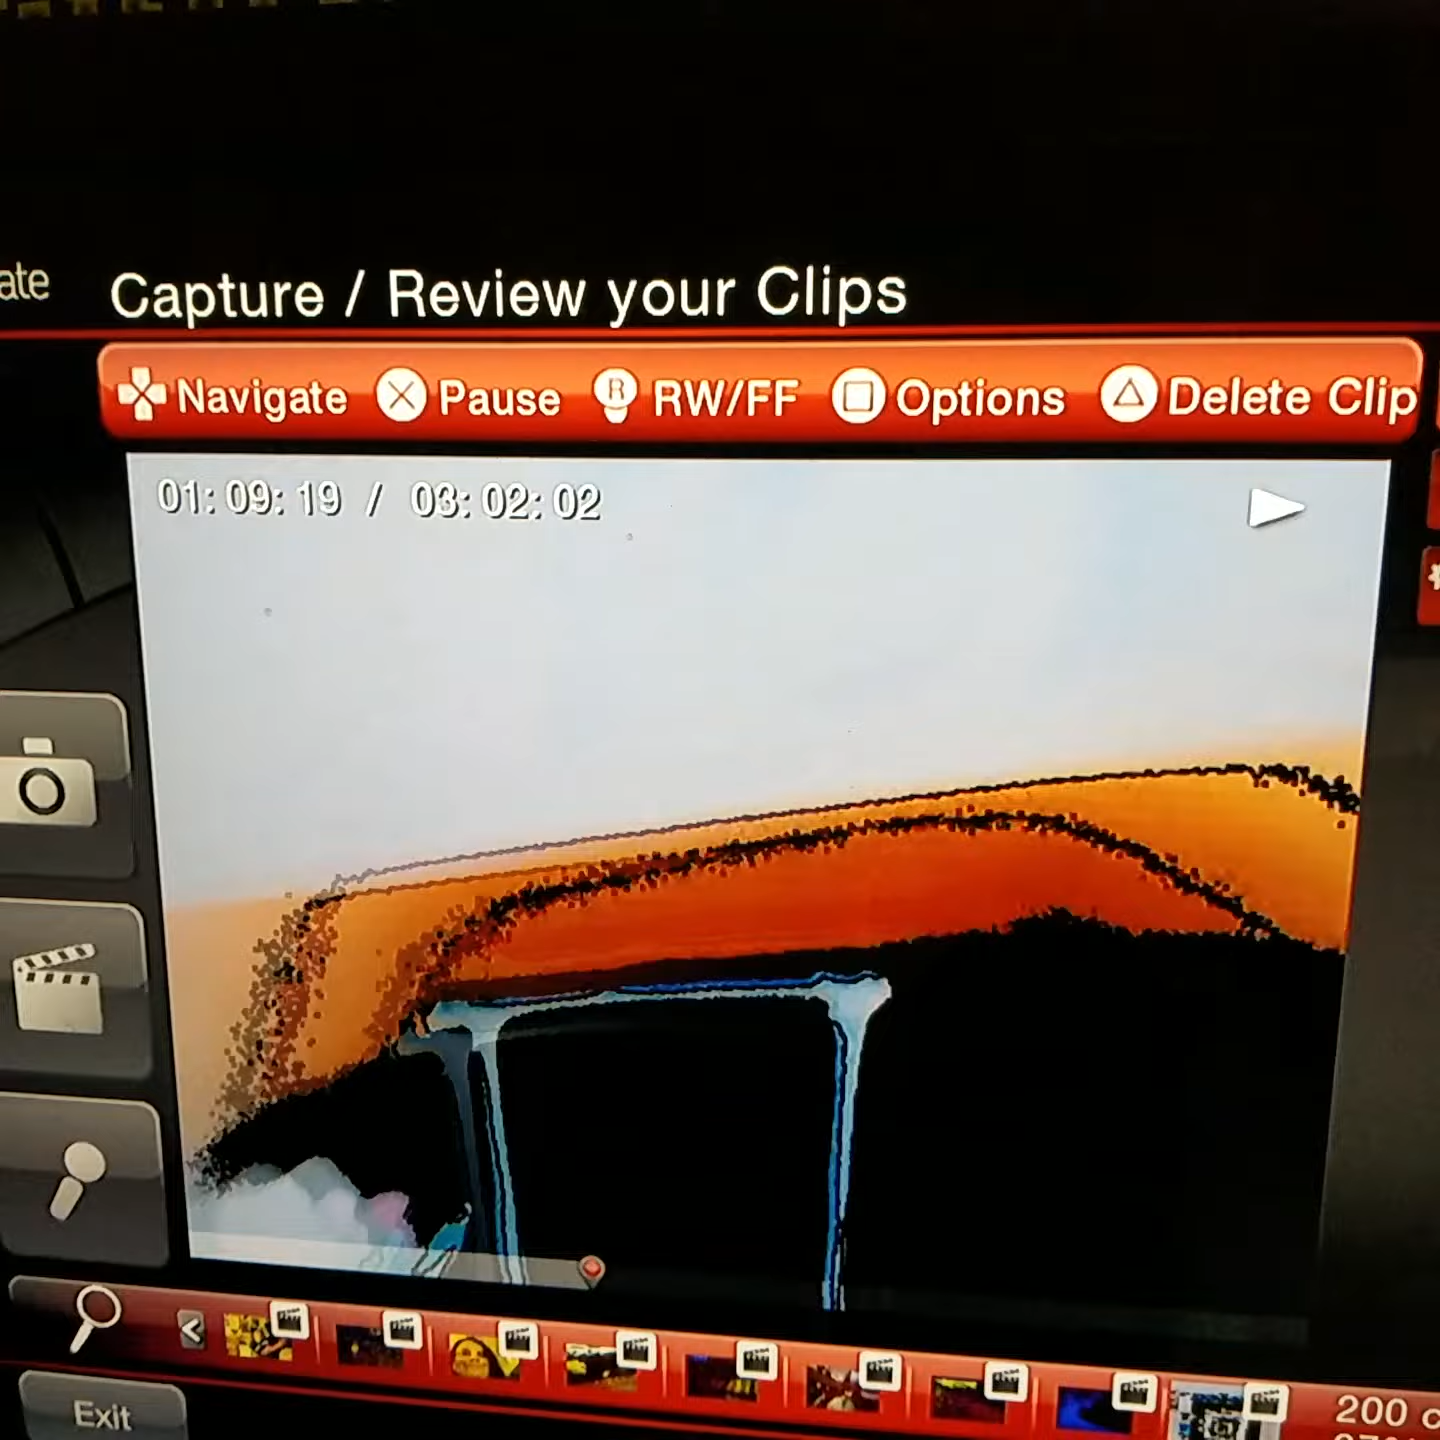 ate
Capture / Review your Clips
Navigate Pause R RW/FF Options Delete Clip
01: 09: 19 / 03: 02: 02
200 c
Exit